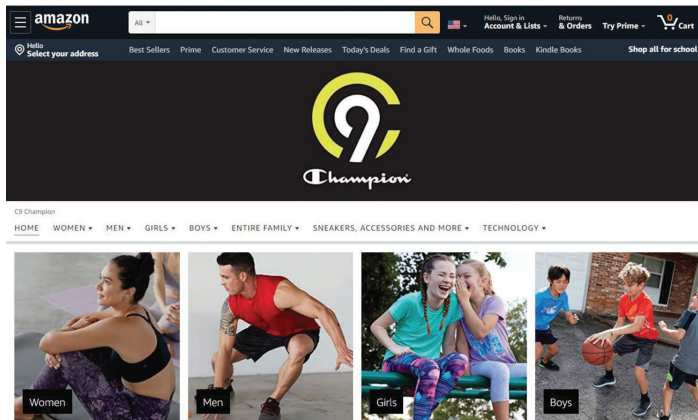 amazon
All
0
Hello, Sign in
Account & Lists
Returns
& Orders
Try Prime
Cart
Hello
Select your address
Best Sellers Prime Customer Service New Releases Today's Deals Find a Gift Whole Foods Books Kindle Books
Shop all for school
C9
Champion
C9 Champion
HOME WOMEN MEN GIRLS BOYS ENTIRE FAMILY SNEAKERS, ACCESSORIES AND MORE TECHNOLOGY
Women
Men
Girls
Boys